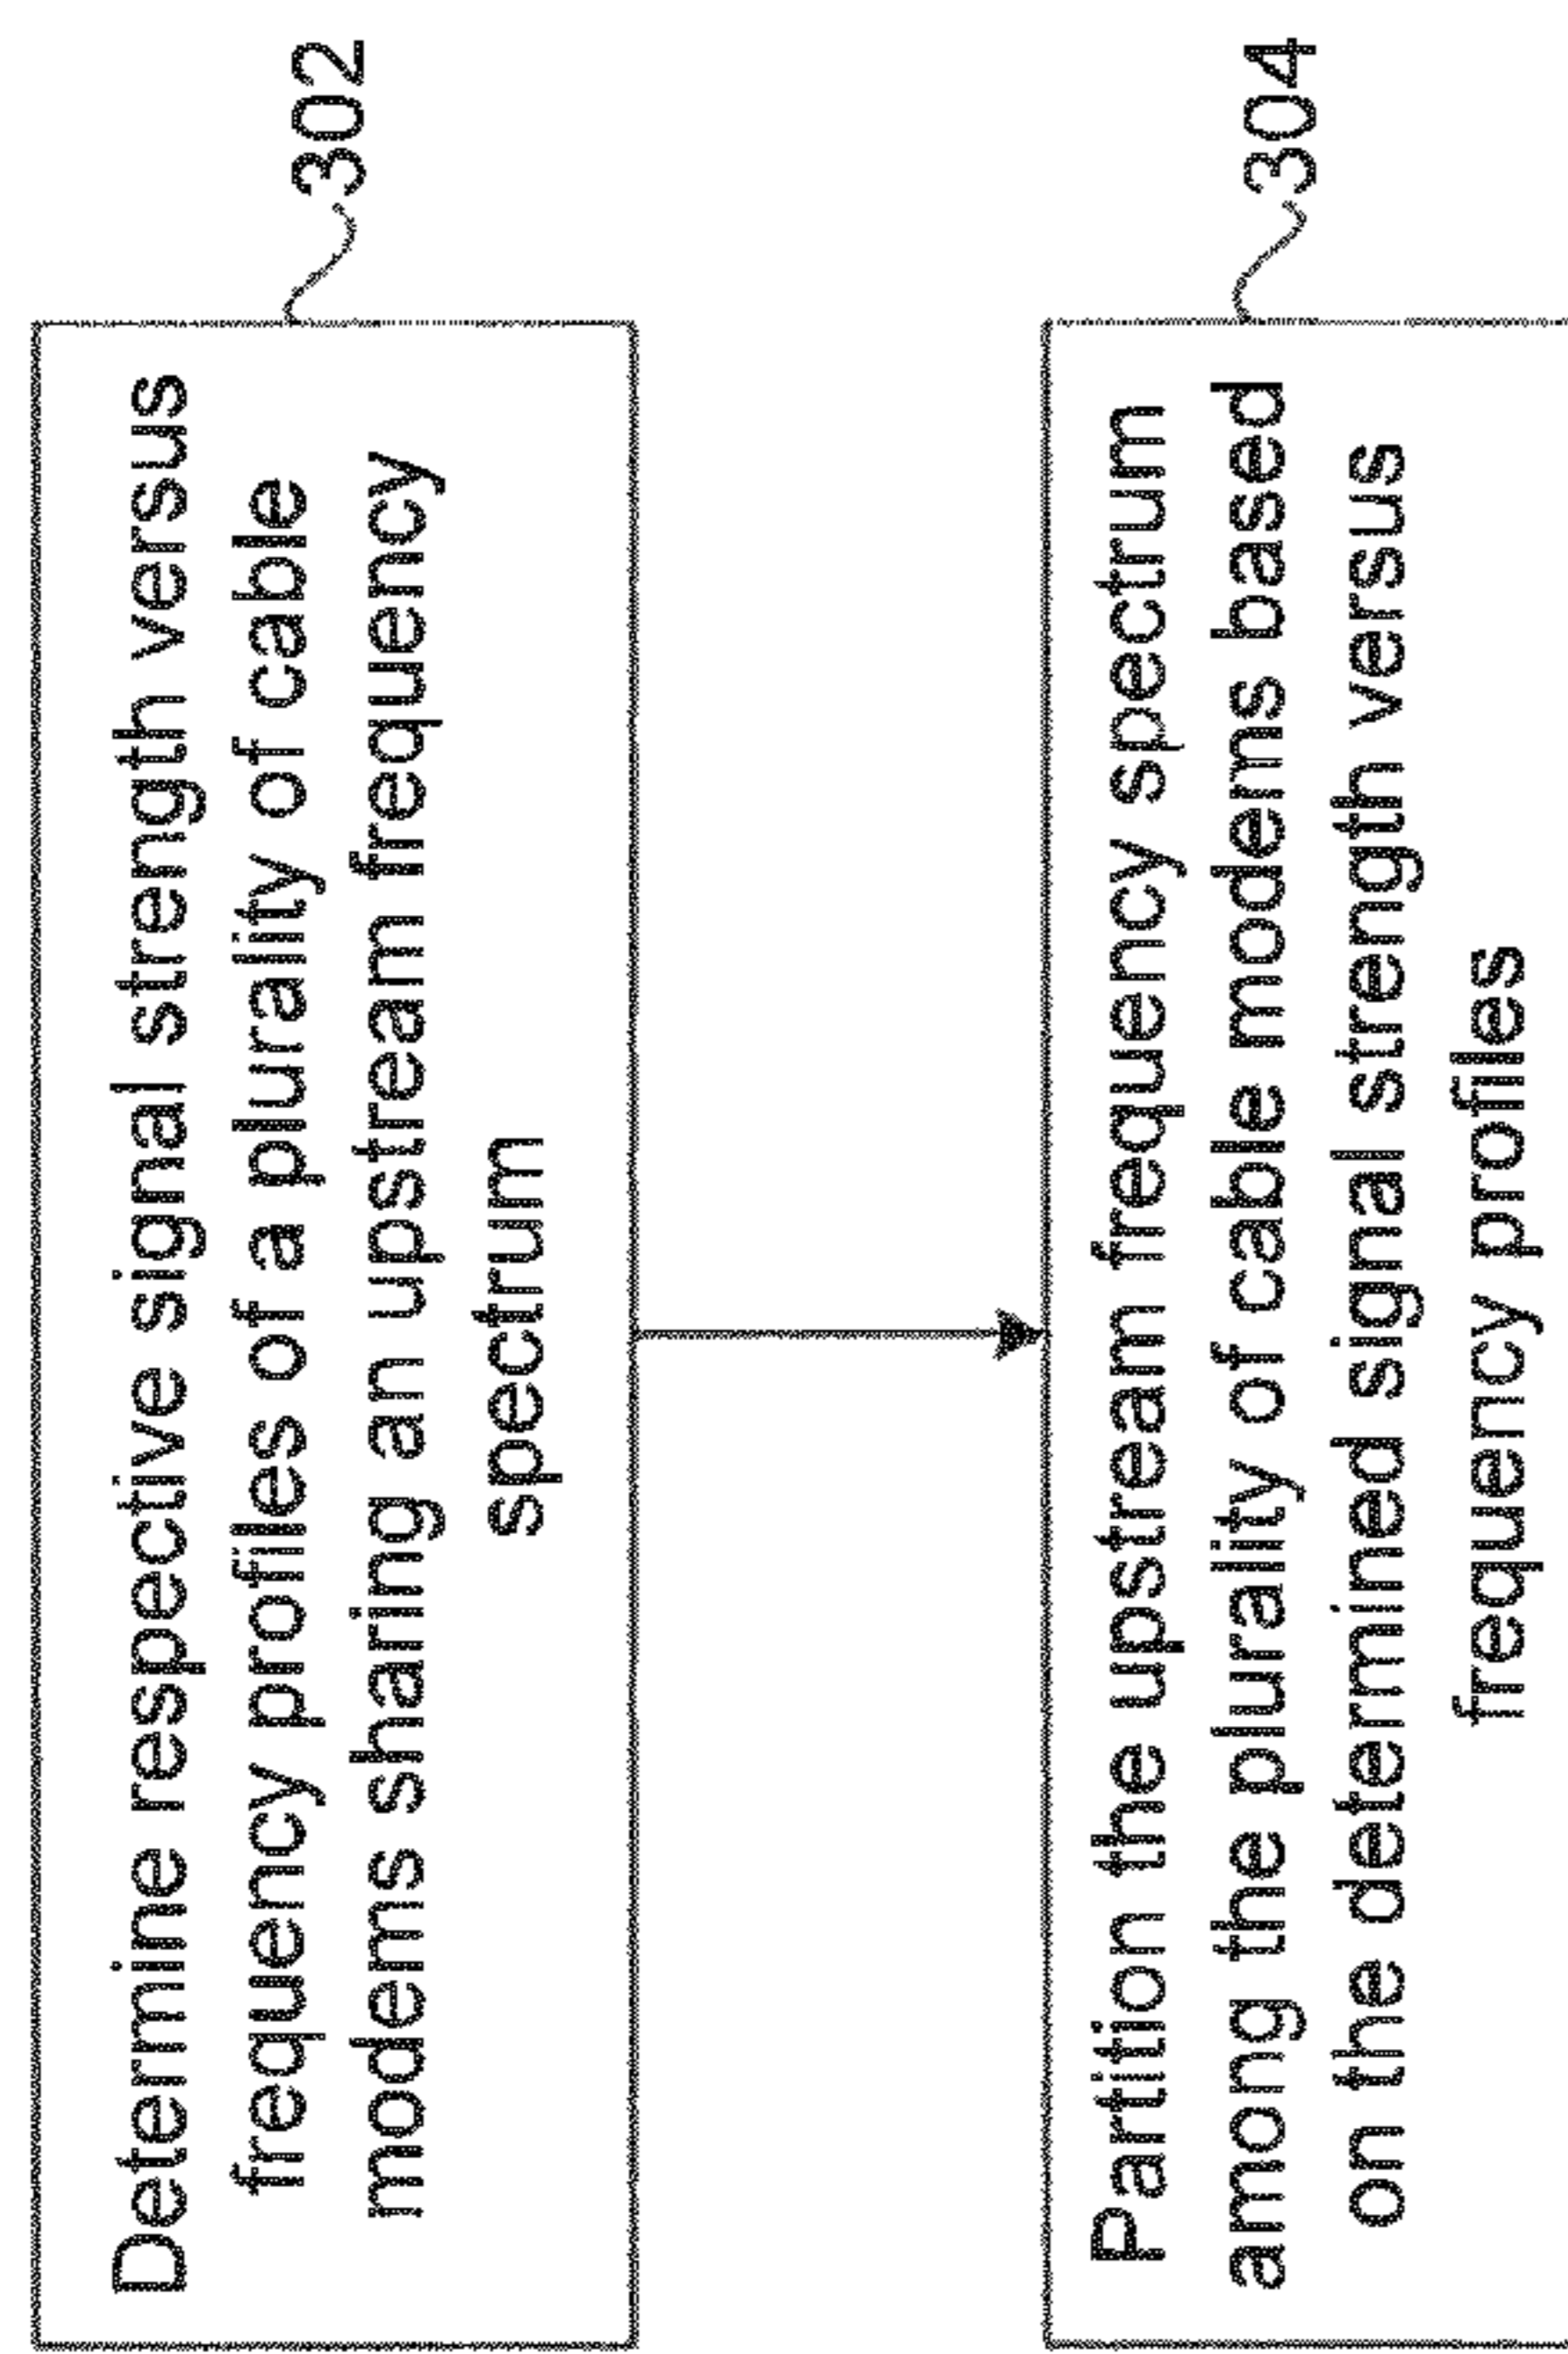 Determine respective signal strength versus
frequency profiles of a plurality of cable
modems sharing an upstream frequency
spectrum
302
Partition the upstream frequency spectrum
among the plurality of cable modems based
on the determined signal strength versus
frequency profiles
304